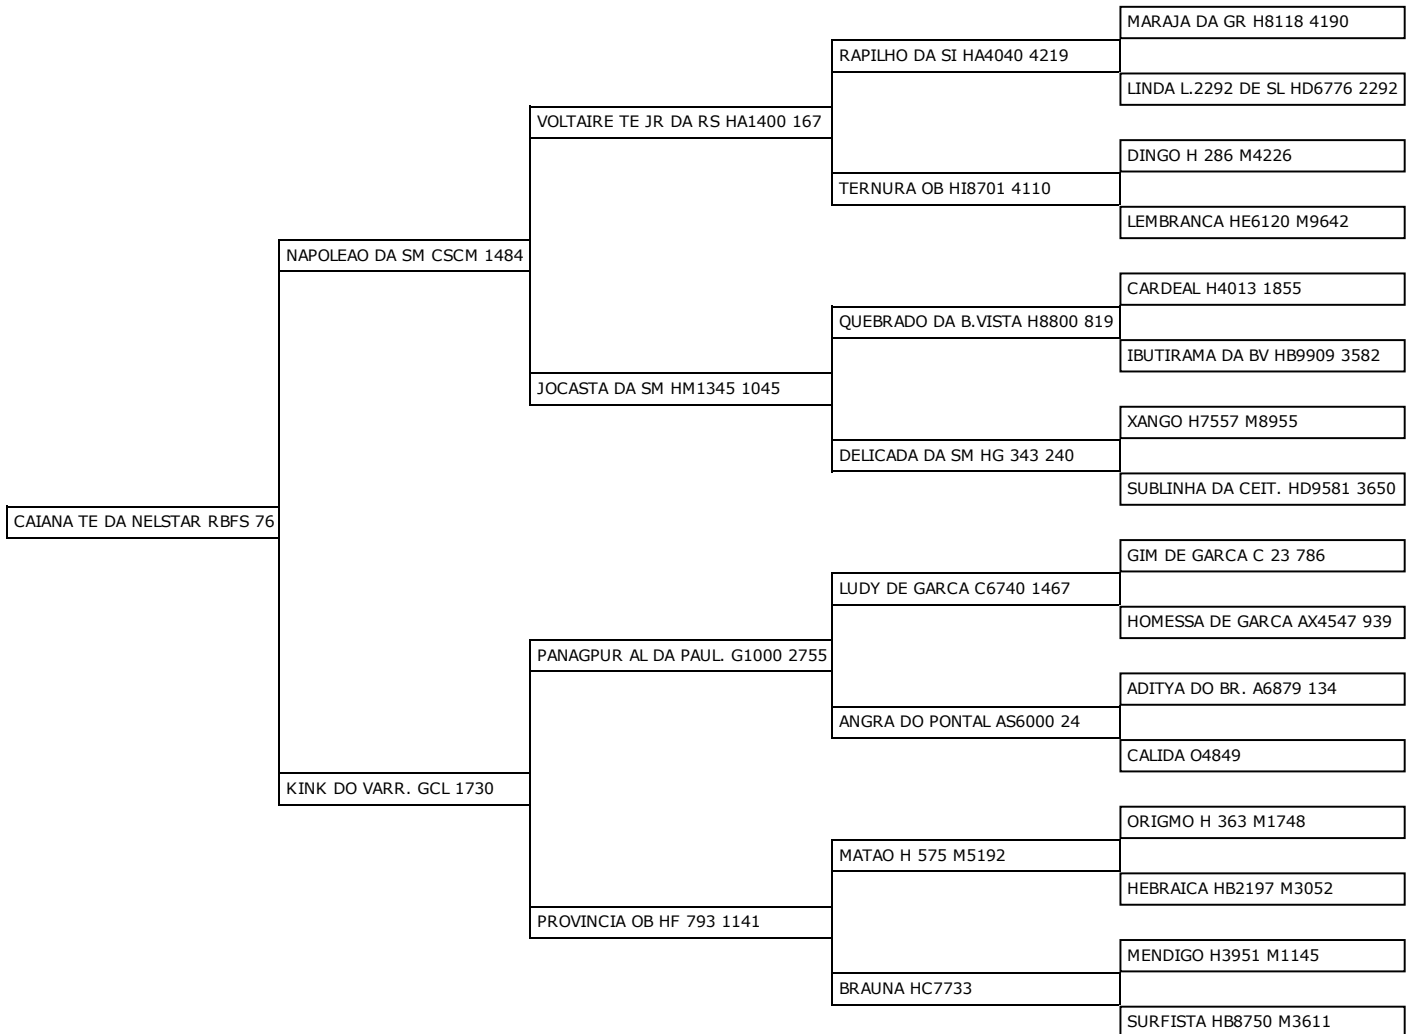 MARAJA DA GR H8118 4190
RAPILHO DA SI HA4040 4219
LINDA L.2292 DE SL HD6776 2292
VOLTAIRE TE JR DA RS HA1400 167
DINGO H 286 M4226
TERNURA OB HI8701 4110
LEMBRANCA HE6120 M9642
NAPOLEAO DA SM CSCM 1484
CARDEAL H4013 1855
QUEBRADO DA B.VISTA H8800 819
IBUTIRAMA DA BV HB9909 3582
JOCASTA DA SM HM1345 1045
XANGO H7557 M8955
DELICADA DA SM HG 343 240
SUBLINHA DA CEIT. HD9581 3650
CAIANA TE DA NELSTAR RBFS 76
GIM DE GARCA C 23 786
LUDY DE GARCA C6740 1467
HOMESSA DE GARCA AX4547 939
PANAGPUR AL DA PAUL. G1000 2755
ADITYA DO BR. A6879 134
ANGRA DO PONTAL AS6000 24
CALIDA O4849
KINK DO VARR. GCL 1730
ORIGMO H 363 M1748
MATAO H 575 M5192
HEBRAICA HB2197 M3052
PROVINCIA OB HF 793 1141
MENDIGO H3951 M1145
BRAUNA HC7733
SURFISTA HB8750 M3611